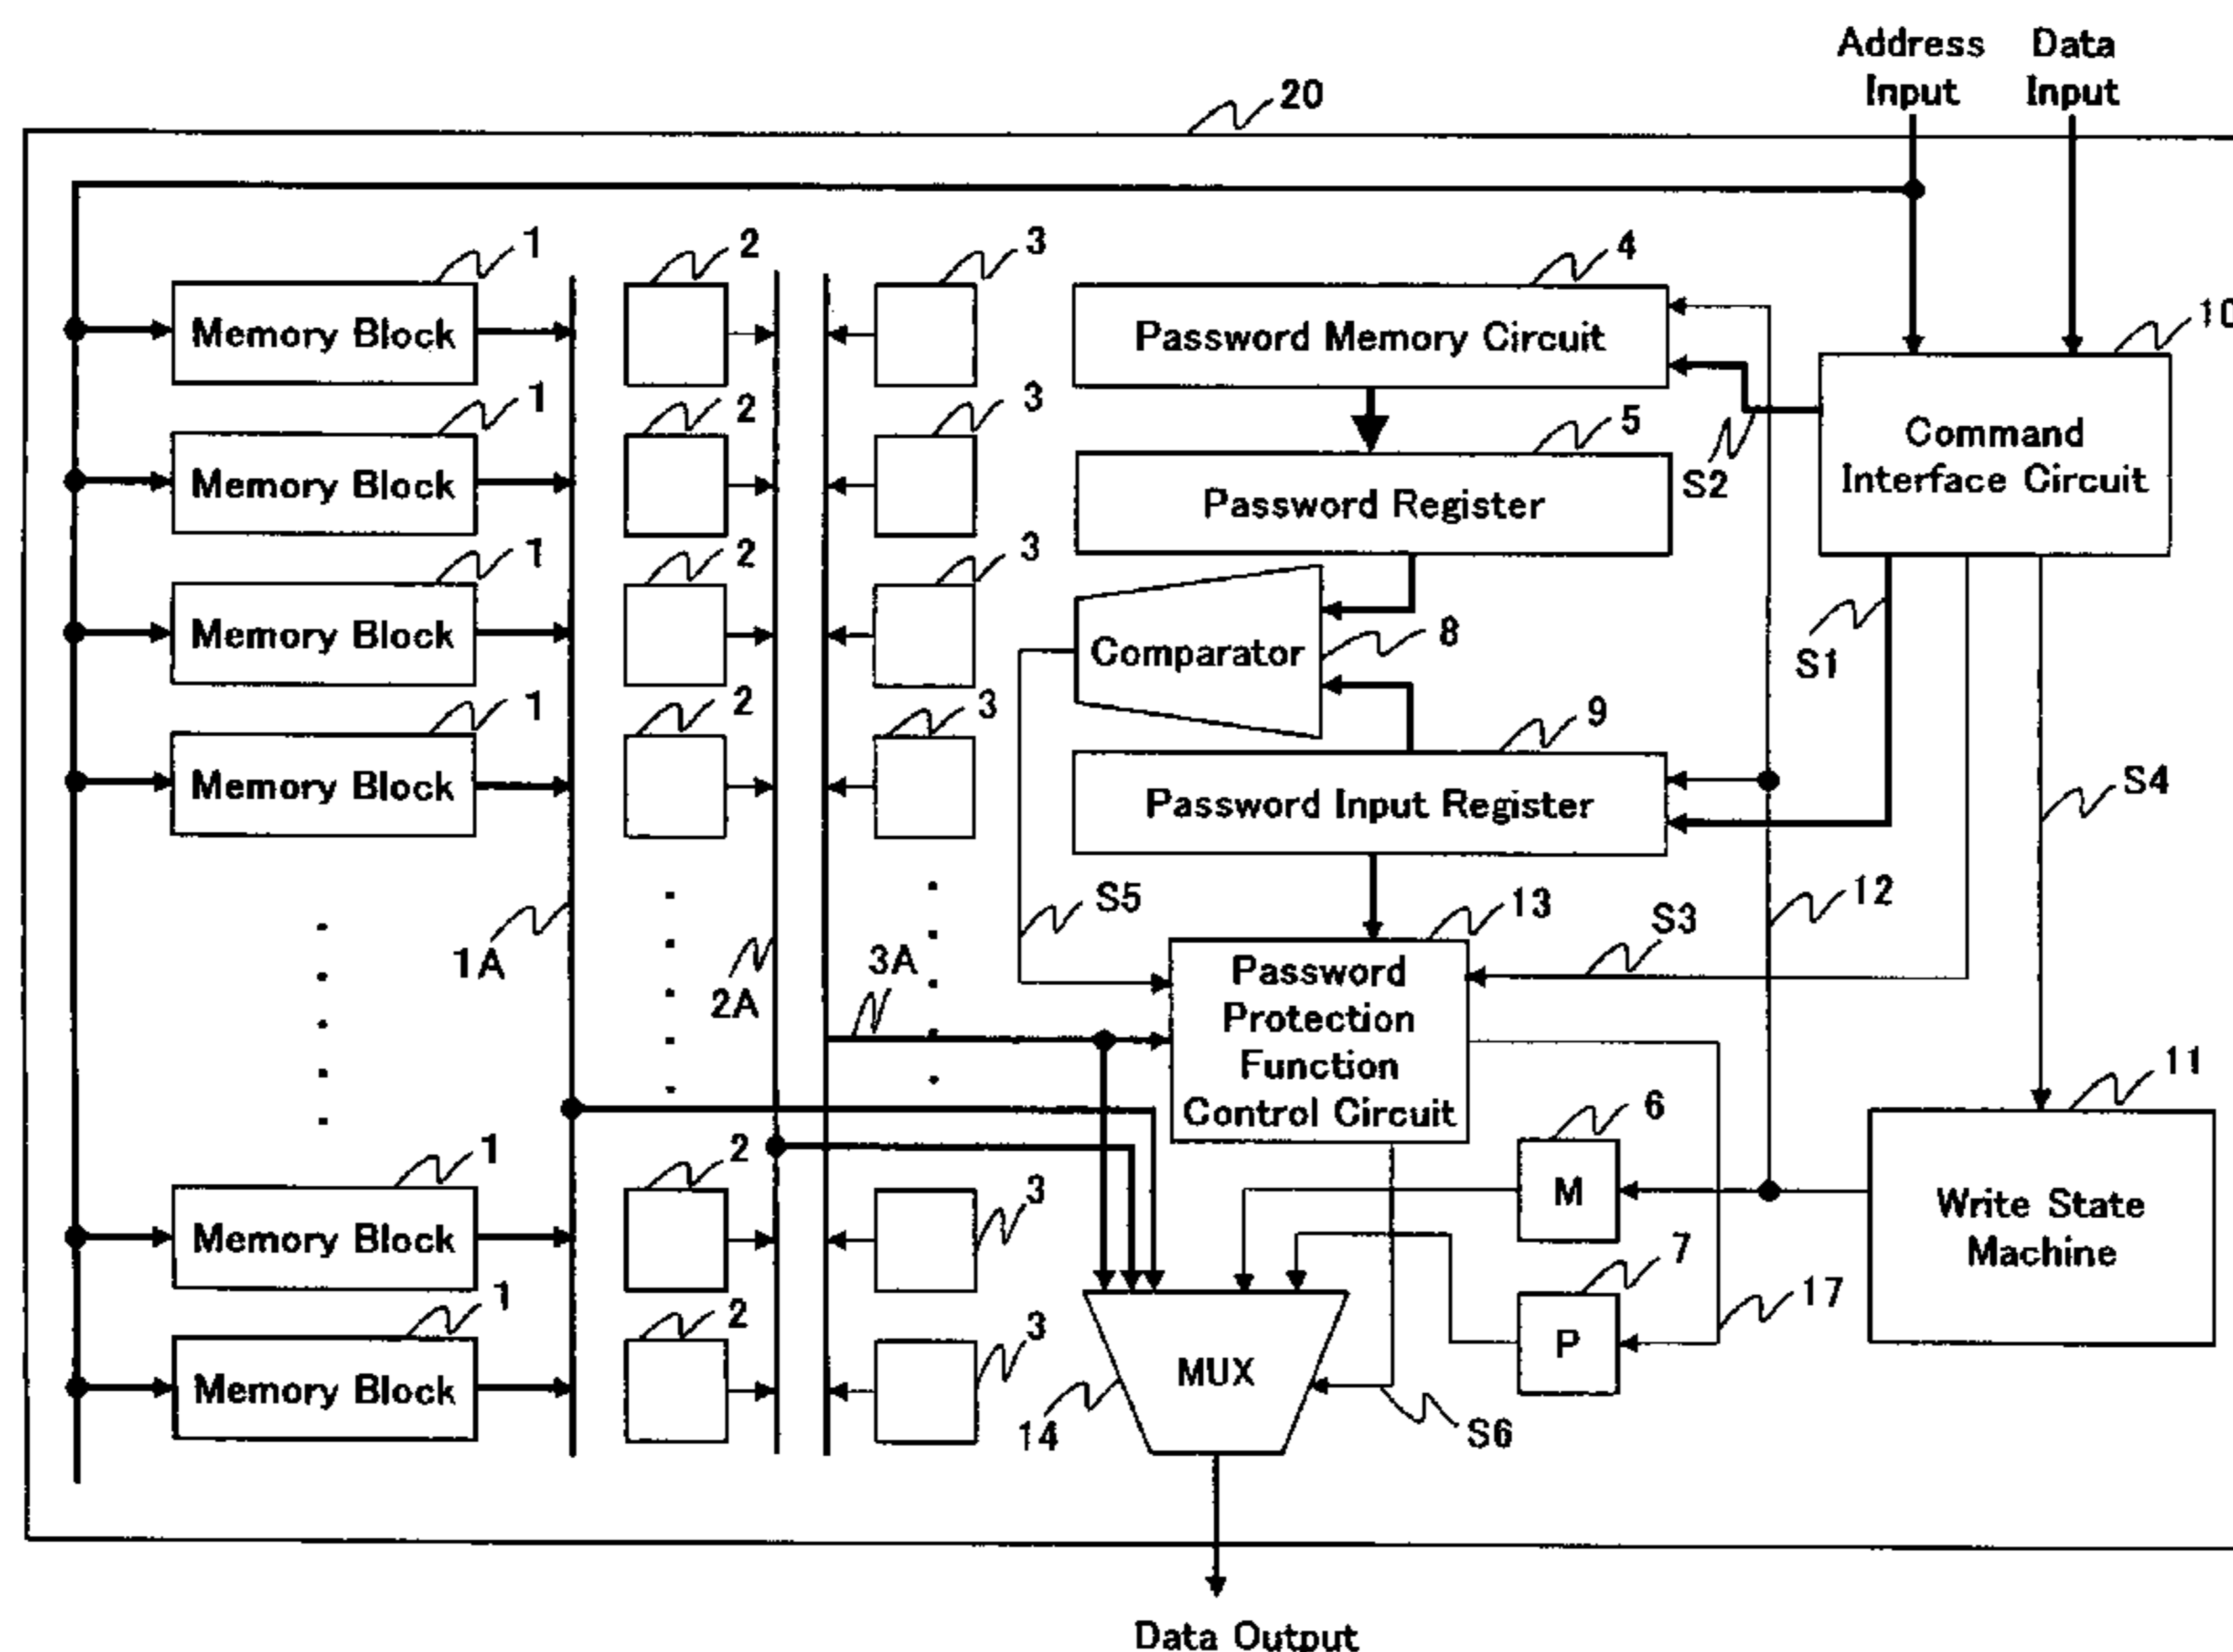 Address Input
Data Input
20
1
2
3
4
10
Memory Block
Password Memory Circuit
1
2
3
5
Command
Interface Circuit
S2
Memory Block
Password Register
1
2
3
8
S1
Memory Block
Comparator
1
2
3
9
S4
Memory Block
Password Input Register
S5
13
S3
12
1A
2A
3A
Password
Protection
Function
Control Circuit
11
6
1
2
3
M
Write State
Machine
Memory Block
7
17
1
2
3
P
Memory Block
MUX
14
S6
Data Output